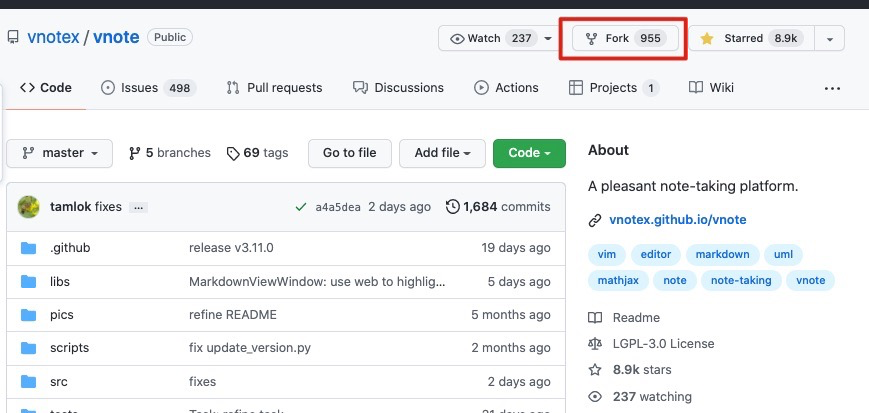 vnotex / vnote Public Watch 237 Fork 955 Starred 8.9k
Code Issues 498 Pull requests Discussions Actions Projects 1 Wiki ...
master 5 branches 69 tags Go to file Add file Code
tamlok fixes ... a4a5dea 2 days ago 1,684 commits
.github release v3.11.0 19 days ago
libs MarkdownViewWindow: use web to highlig... 5 days ago
pics refine README 5 months ago
scripts fix update_version.py 2 months ago
src fixes 2 days ago
About
A pleasant note-taking platform.
vnotex.github.io/vnote
vim editor markdown uml
mathjax note note-taking vnote
Readme
LGPL-3.0 License
8.9k stars
237 watching